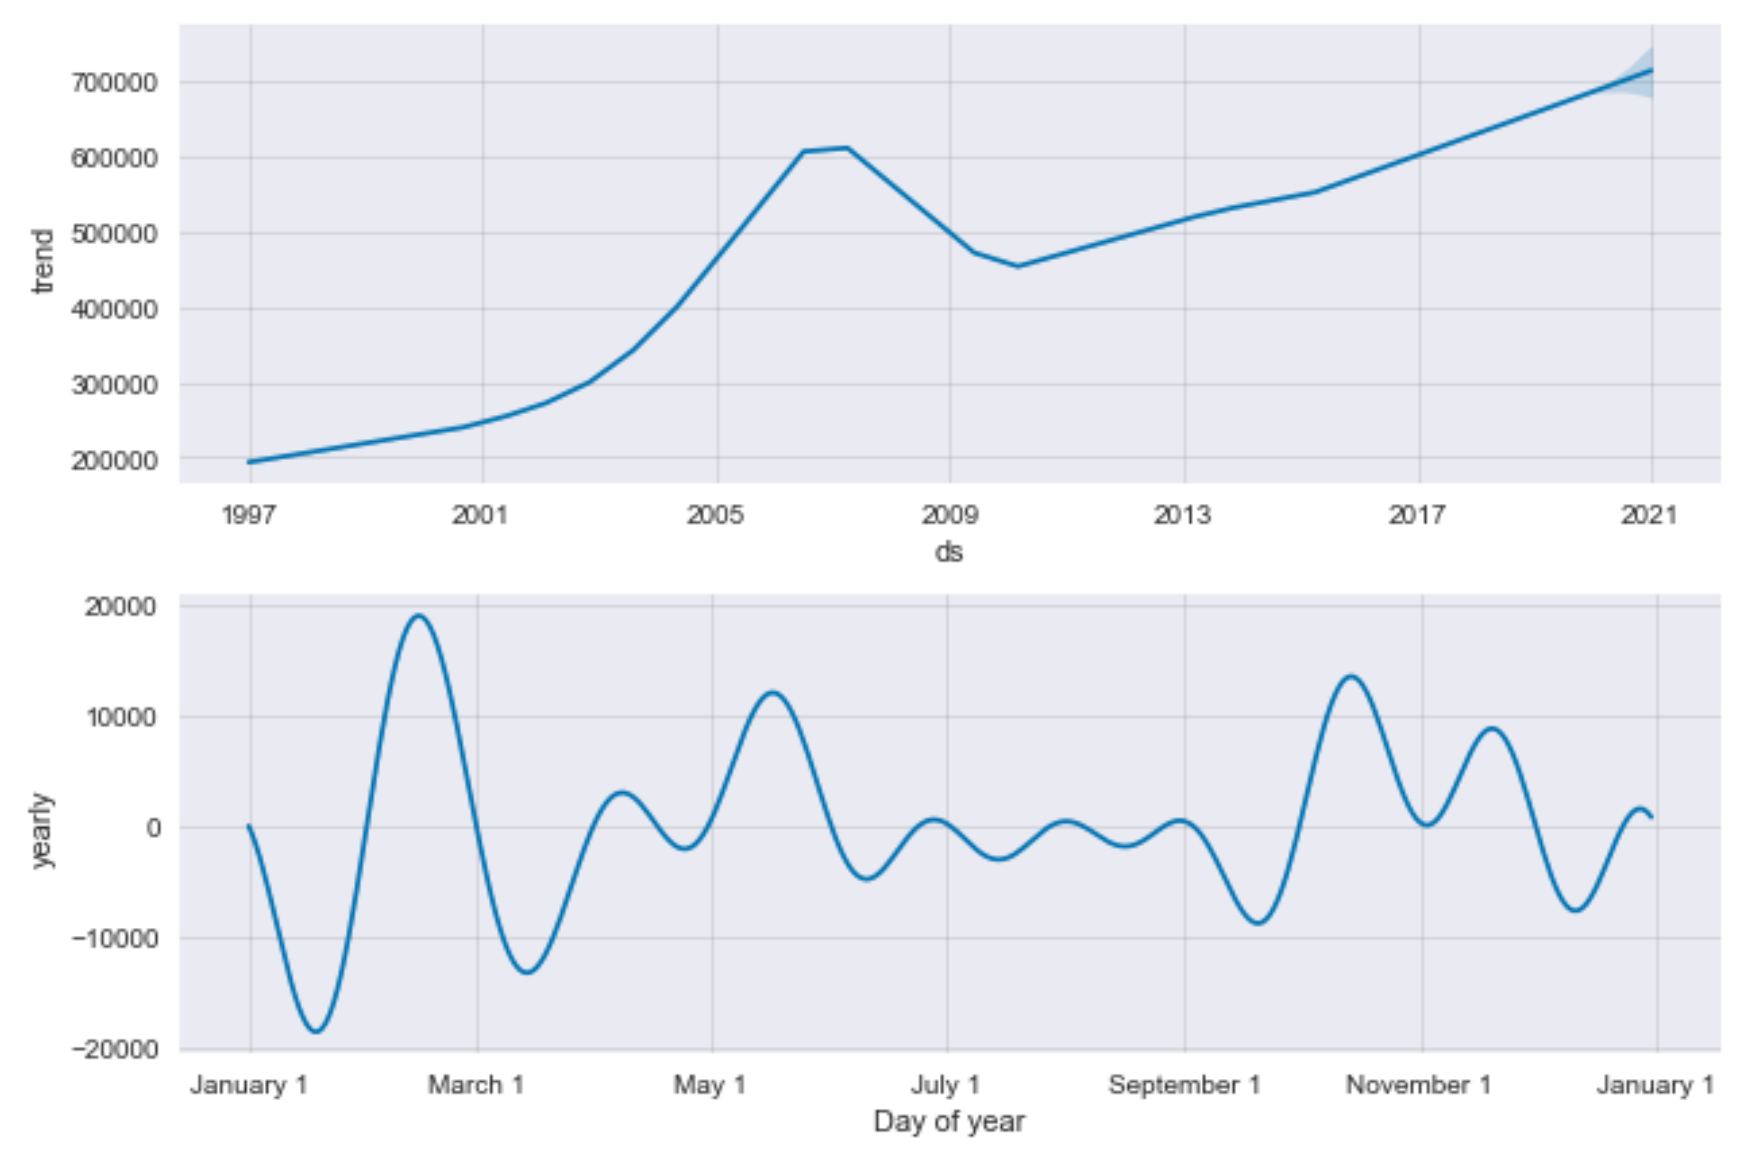 700000
600000
500000
400000
300000
200000
trend
1997 2001 2005 2009 2013 2017 2021
ds
20000
10000
0
−10000
−20000
yearly
January 1 March 1 May 1 July 1 September 1 November 1 January 1
Day of year